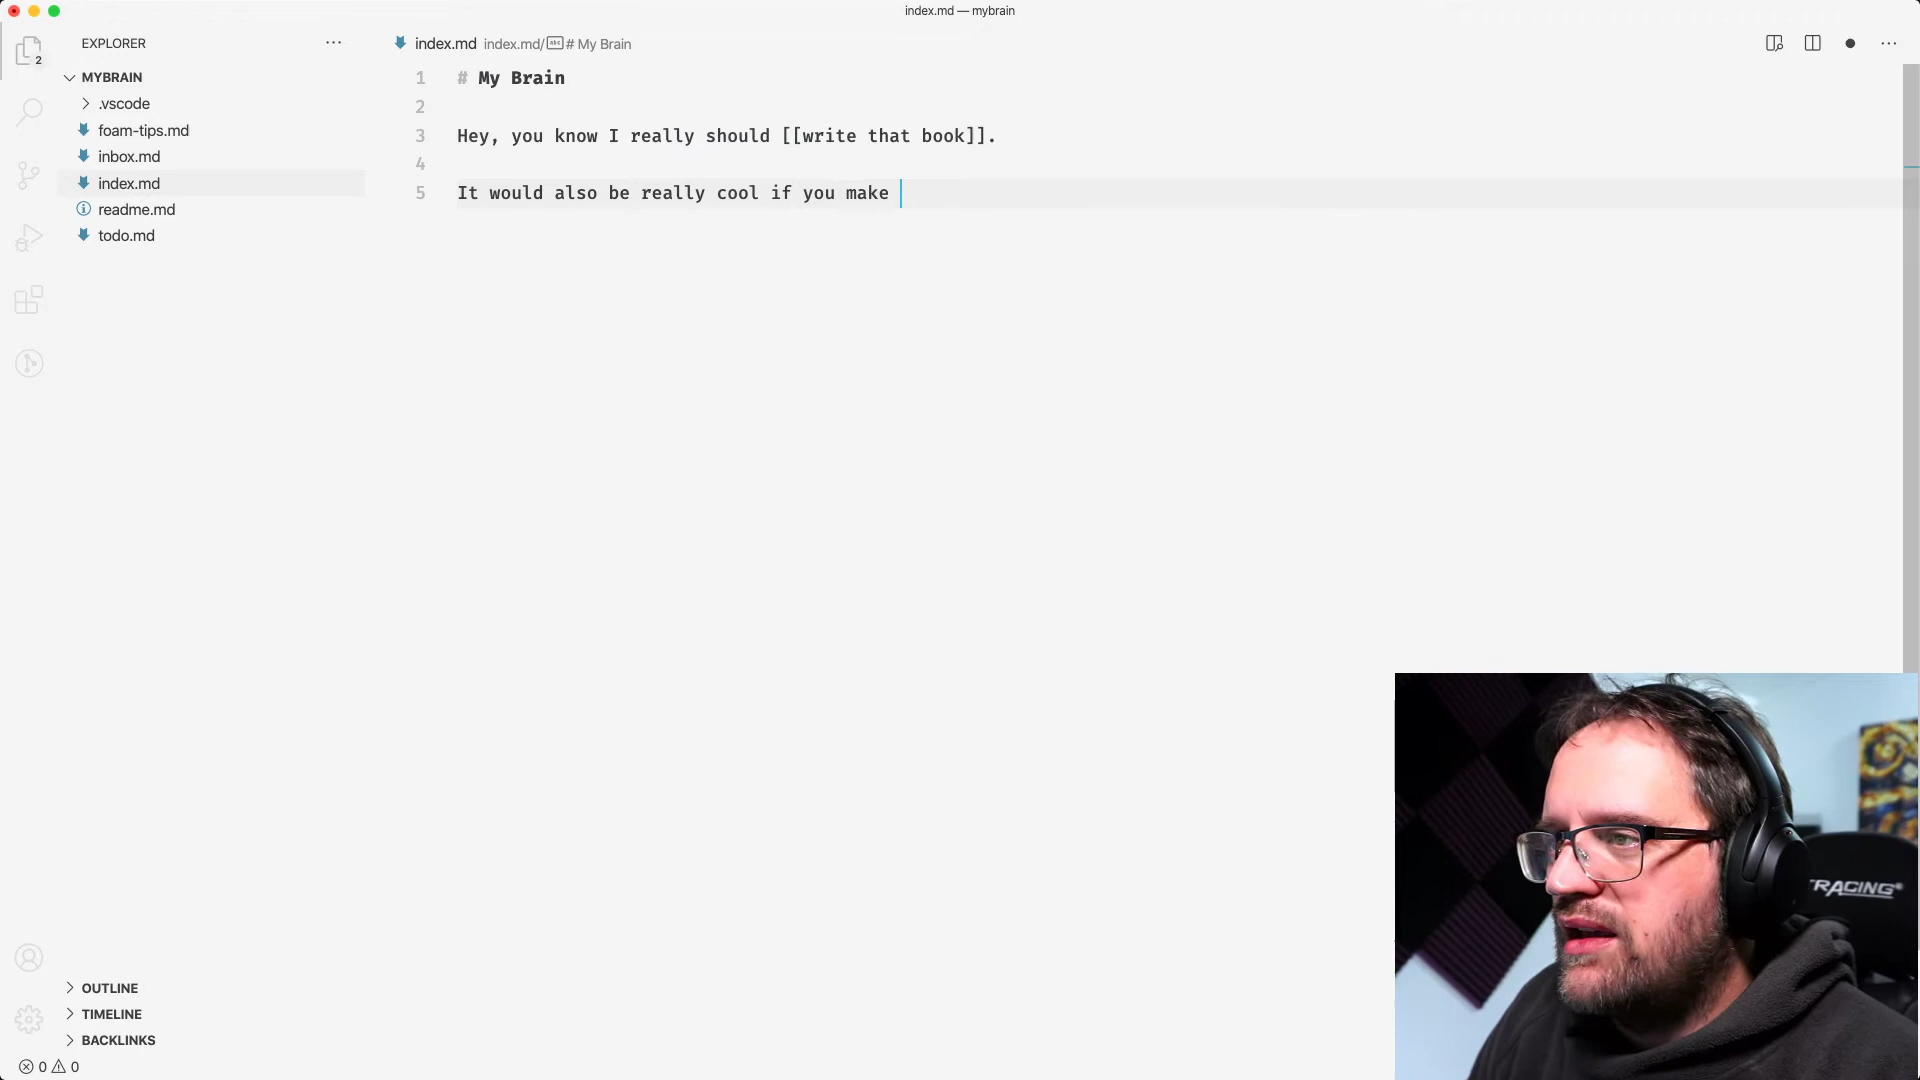 index.md — mybrain
EXPLORER
index.md index.md/ # My Brain
2
MYBRAIN
.vscode
foam-tips.md
inbox.md
index.md
readme.md
todo.md
1 # My Brain
2
3 Hey, you know I really should [[write that book]].
4
5 It would also be really cool if you make
OUTLINE
TIMELINE
BACKLINKS
0 0
TRACING®